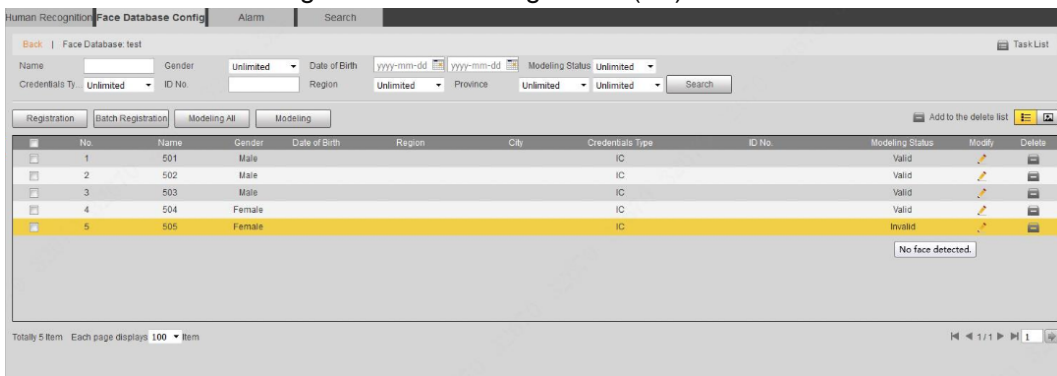 Human Recognition Face Database Config Alarm Search
Back | Face Database: test Task List
Name Gender Unlimited Date of Birth yyyy-mm-dd yyyy-mm-dd Modeling Status Unlimited
Credentials Ty... Unlimited ID No. Region Unlimited Province Unlimited Unlimited Search
Registration Batch Registration Modeling All Modeling Add to the delete list
No. Name Gender Date of Birth Region City Credentials Type ID No. Modeling Status Modify Delete
1 501 Male IC Valid
2 502 Male IC Valid
3 503 Male IC Valid
4 504 Female IC Valid
5 505 Female IC Invalid
No face detected.
Totally 5 Item Each page displays 100 Item 1/1 1